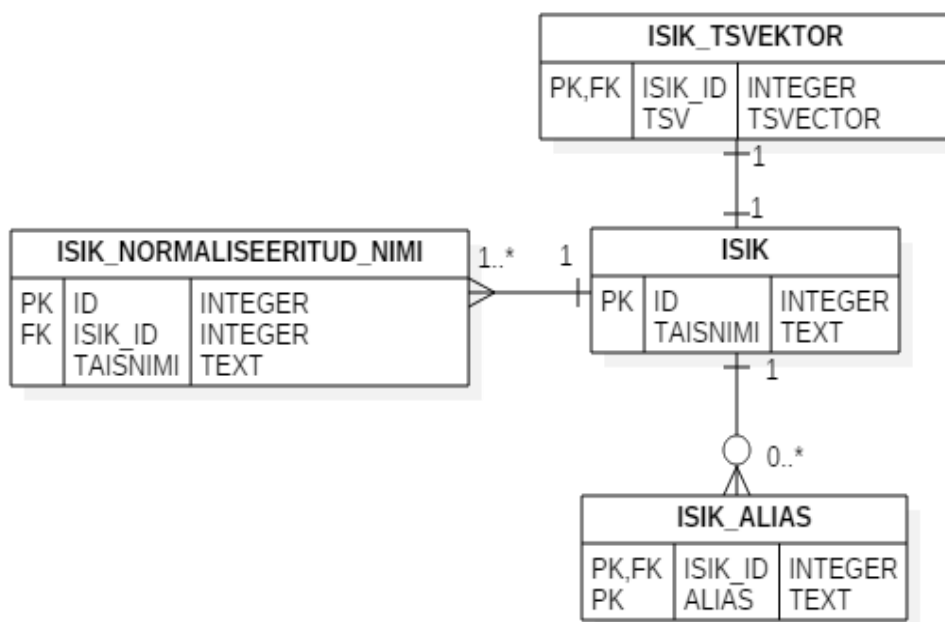 ISIK_TSVEKTOR
PK,FK ISIK_ID INTEGER
TSV TSVECTOR
1
1
ISIK_NORMALISEERITUD_NIMI
PK ID INTEGER
FK ISIK_ID INTEGER
TAISNIMI TEXT
1..*
1
ISIK
PK ID INTEGER
TAISNIMI TEXT
1
0..*
ISIK_ALIAS
PK,FK ISIK_ID INTEGER
PK ALIAS TEXT